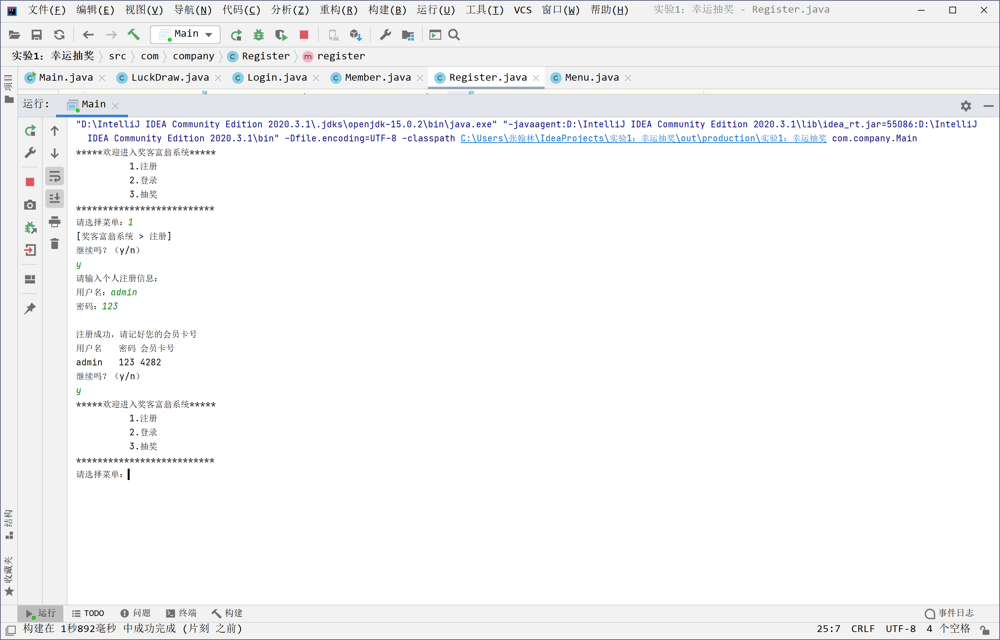 文件(F) 编辑(E) 视图(V) 导航(N) 代码(C) 分析(Z) 重构(R) 构建(B) 运行(U) 工具(T) VCS 窗口(W) 帮助(H) 实验1：幸运抽奖 - Register.java
Main
实验1：幸运抽奖 src com company Register register
Main.java LuckDraw.java Login.java Member.java Register.java Menu.java
项目
运行: Main
"D:\IntelliJ IDEA Community Edition 2020.3.1\.jdks\openjdk-15.0.2\bin\java.exe" "-javaagent:D:\IntelliJ IDEA Community Edition 2020.3.1\lib\idea_rt.jar=55086:D:\IntelliJ
IDEA Community Edition 2020.3.1\bin" -Dfile.encoding=UTF-8 -classpath C:\Users\张翰林\IdeaProjects\实验1：幸运抽奖\out\production\实验1：幸运抽奖 com.company.Main
*****欢迎进入奖客富翁系统*****
1.注册
2.登录
3.抽奖
**************************
请选择菜单：1
[奖客富翁系统 > 注册]
继续吗？（y/n）
y
请输入个人注册信息：
用户名：admin
密码：123
注册成功，请记好您的会员卡号
用户名 密码 会员卡号
admin 123 4282
继续吗？（y/n）
y
*****欢迎进入奖客富翁系统*****
1.注册
2.登录
3.抽奖
**************************
请选择菜单：
结构
收藏夹
运行 TODO 问题 终端 构建 事件日志
构建在 1秒892毫秒 中成功完成 (片刻 之前) 25:7 CRLF UTF-8 4 个空格